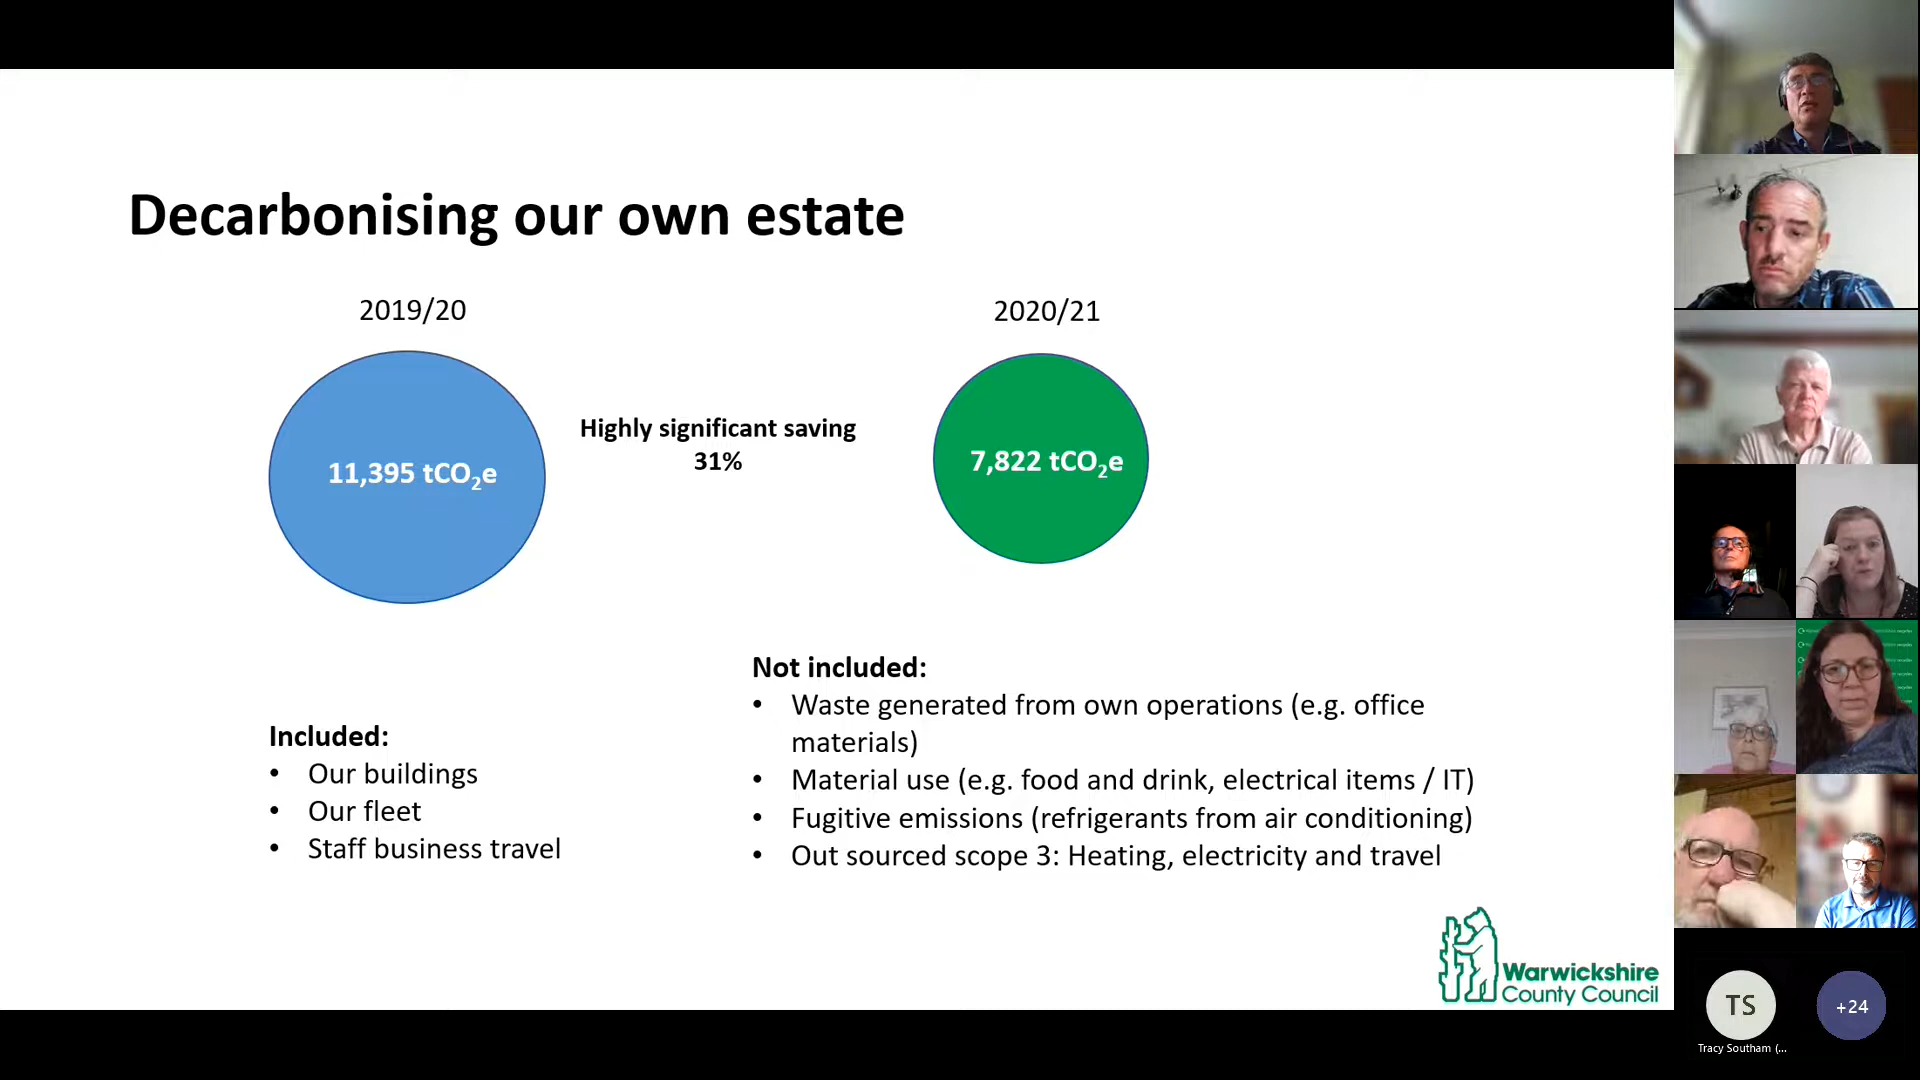 Decarbonising our own estate
2019/20
2020/21
11,395 tCO₂e
Highly significant saving
31%
7,822 tCO₂e
Included:
• Our buildings
• Our fleet
• Staff business travel
Not included:
• Waste generated from own operations (e.g. office
materials)
• Material use (e.g. food and drink, electrical items / IT)
• Fugitive emissions (refrigerants from air conditioning)
• Out sourced scope 3: Heating, electricity and travel
Warwickshire
County Council
TS
Tracy Southam (...
+24